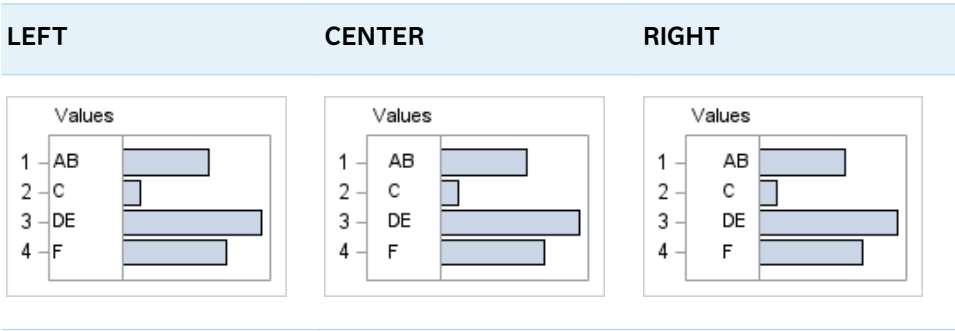 LEFT CENTER RIGHT
Values Values Values
1 AB 1 AB 1 AB
2 C 2 C 2 C
3 DE 3 DE 3 DE
4 F 4 F 4 F